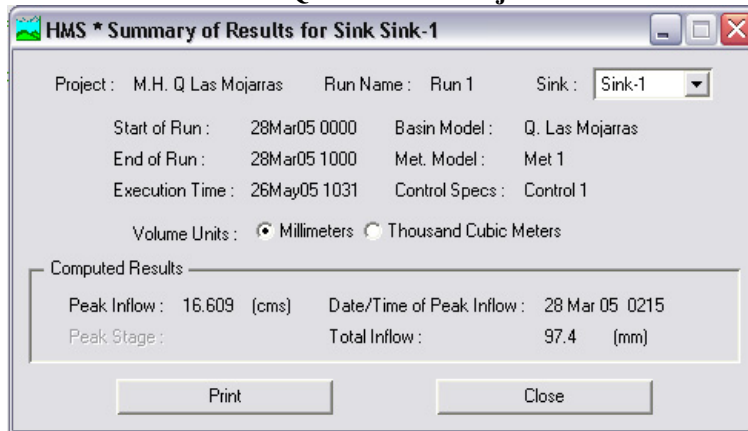 HMS * Summary of Results for Sink Sink-1
Project : M.H. Q Las Mojarras Run Name : Run 1 Sink : Sink-1
Start of Run : 28Mar05 0000 Basin Model : Q. Las Mojarras
End of Run : 28Mar05 1000 Met. Model : Met 1
Execution Time : 26May05 1031 Control Specs : Control 1
Volume Units : Millimeters Thousand Cubic Meters
Computed Results
Peak Inflow : 16.609 (cms) Date/Time of Peak Inflow : 28 Mar 05 0215
Peak Stage : Total Inflow : 97.4 (mm)
Print Close